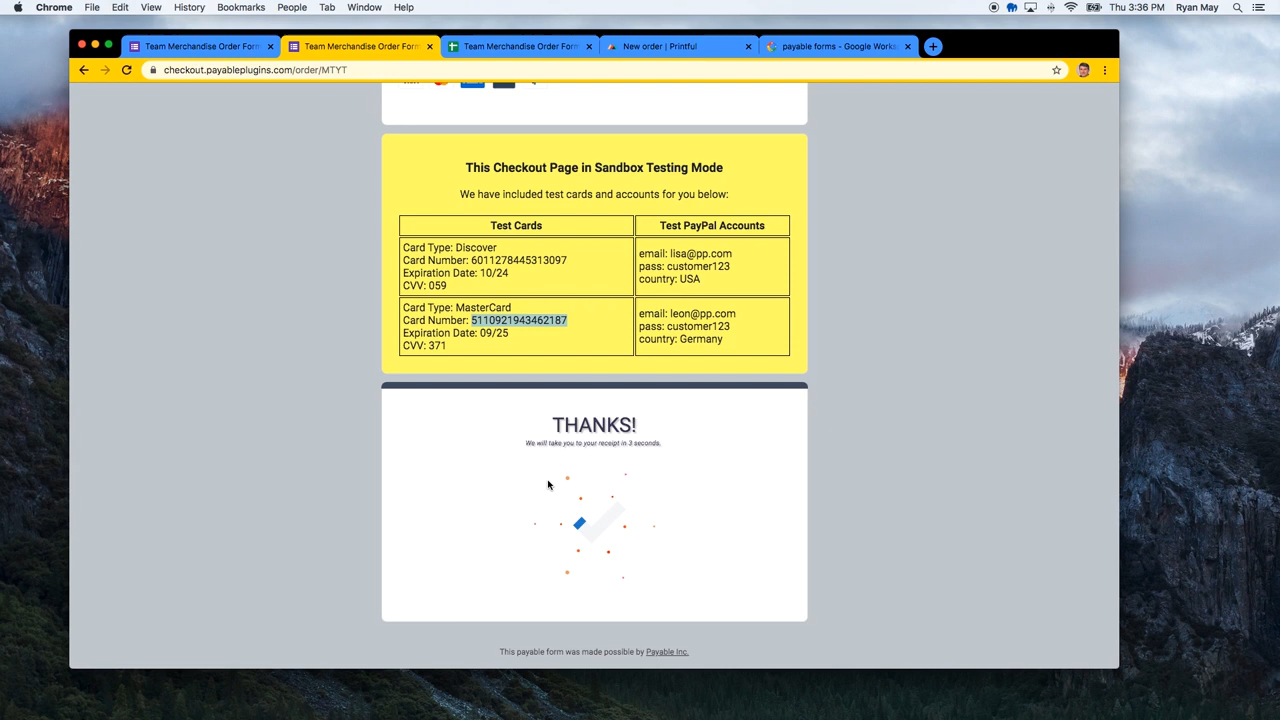 Chrome File Edit View History Bookmarks People Tab Window Help Thu 3:36 PM Ryan May
Team Merchandise Order Form Team Merchandise Order Form Team Merchandise Order Form New order | Printful payable forms - Google Works
checkout.payableplugins.com/order/MTYT
This Checkout Page in Sandbox Testing Mode
We have included test cards and accounts for you below:
Test Cards Test PayPal Accounts
Card Type: Discover
Card Number: 6011278445313097
Expiration Date: 10/24
CVV: 059
email: lisa@pp.com
pass: customer123
country: USA
Card Type: MasterCard
Card Number: 5110921943462187
Expiration Date: 09/25
CVV: 371
email: leon@pp.com
pass: customer123
country: Germany
THANKS!
We will take you to your receipt in 3 seconds.
This payable form was made possible by Payable Inc.